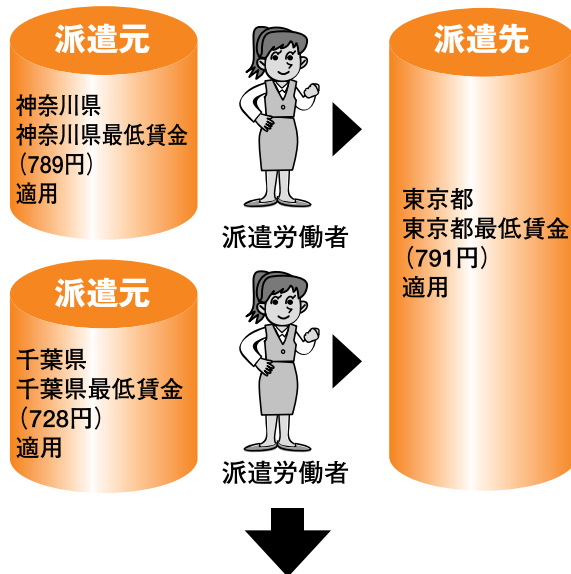 派遣元
神奈川県
神奈川県最低賃金
(789円)
適用
派遣労働者
派遣元
千葉県
千葉県最低賃金
(728円)
適用
派遣労働者
派遣先
東京都
東京都最低賃金
(791円)
適用